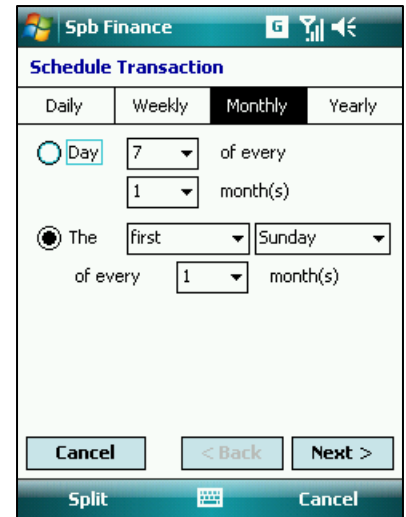 Spb Finance G
Schedule Transaction
Daily Weekly Monthly Yearly
Day 7 of every
1 month(s)
The first Sunday
of every 1 month(s)
Cancel < Back Next >
Split Cancel